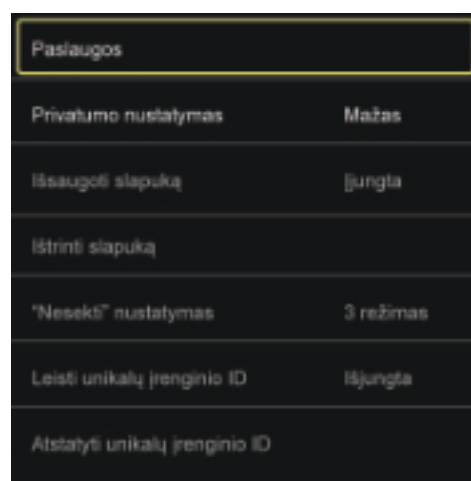 Paslaugos
Privatumo nustatymas Mažas
Išsaugoti slapuką Įjungta
Ištrinti slapuką
"Nesekti" nustatymas 3 režimas
Leisti unikalų įrenginio ID Išjungta
Atstatyti unikalų įrenginio ID